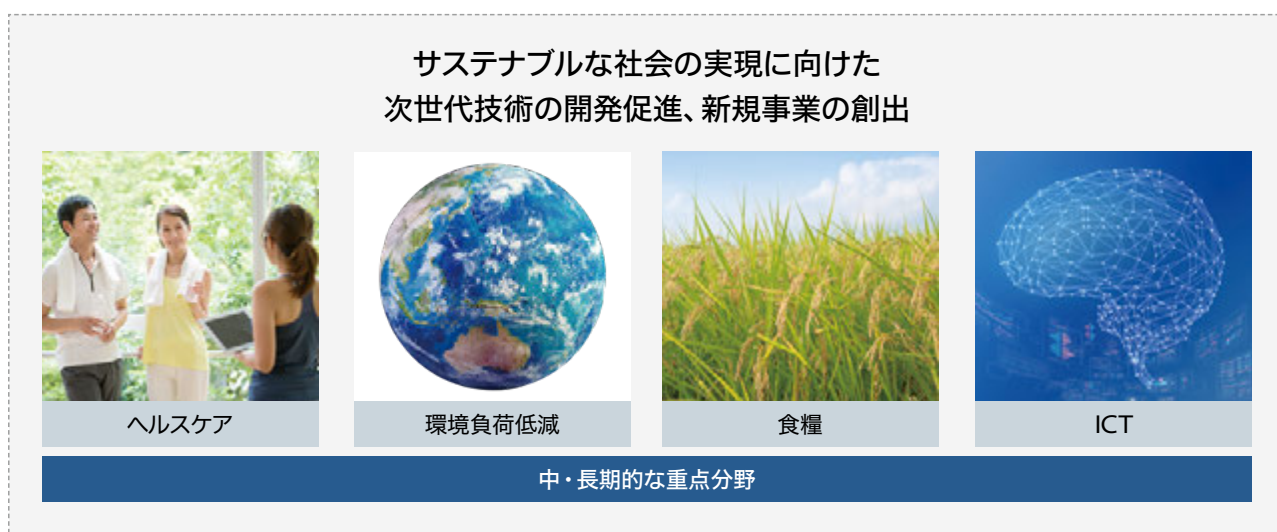 サステナブルな社会の実現に向けた
次世代技術の開発促進、新規事業の創出
ヘルスケア
環境負荷低減
食糧
ICT
中・長期的な重点分野